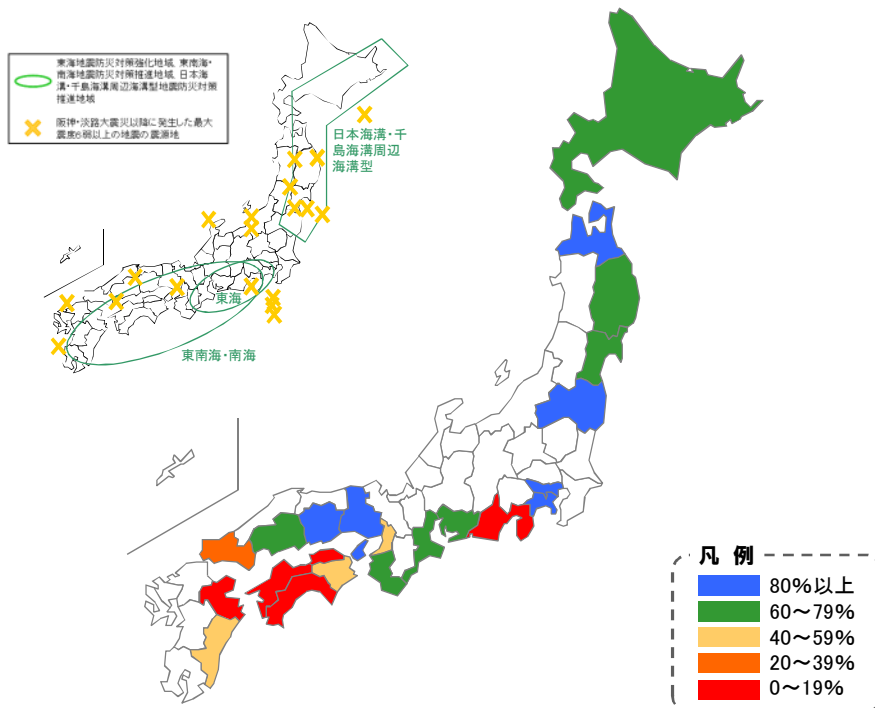 東海地震防災対策強化地域、東南海・
南海地震防災対策推進地域、日本海
溝・千島海溝周辺海溝型地震防災対策
推進地域
阪神・淡路大震災以降に発生した最大
震度6弱以上の地震の震源地
日本海溝・千
島海溝周辺
海溝型
東海
東南海・南海
凡 例
80%以上
60～79%
40～59%
20～39%
0～19%